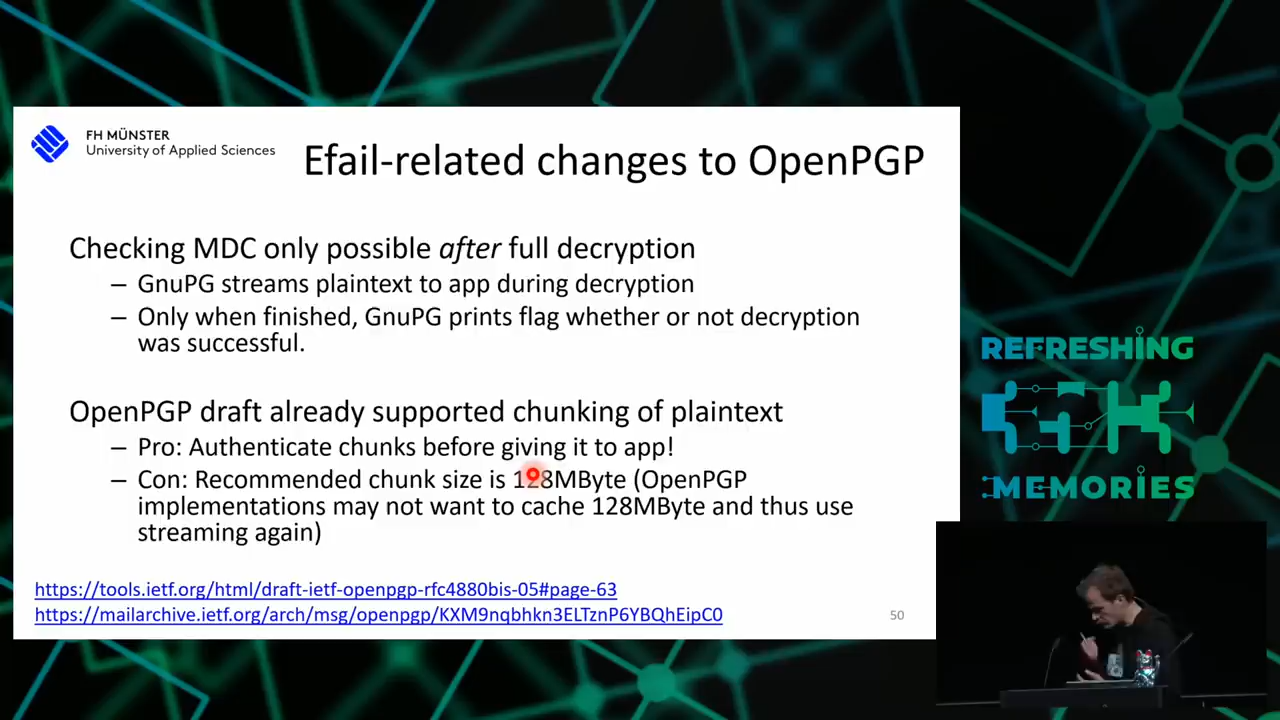 FH MÜNSTER
University of Applied Sciences
Efail-related changes to OpenPGP
Checking MDC only possible after full decryption
– GnuPG streams plaintext to app during decryption
– Only when finished, GnuPG prints flag whether or not decryption
was successful.
OpenPGP draft already supported chunking of plaintext
– Pro: Authenticate chunks before giving it to app!
– Con: Recommended chunk size is 128MByte (OpenPGP
implementations may not want to cache 128MByte and thus use
streaming again)
https://tools.ietf.org/html/draft-ietf-openpgp-rfc4880bis-05#page-63
https://mailarchive.ietf.org/arch/msg/openpgp/KXM9nqbhkn3ELTznP6YBQhEipC0
50
REFRESHING
:MEMORIES